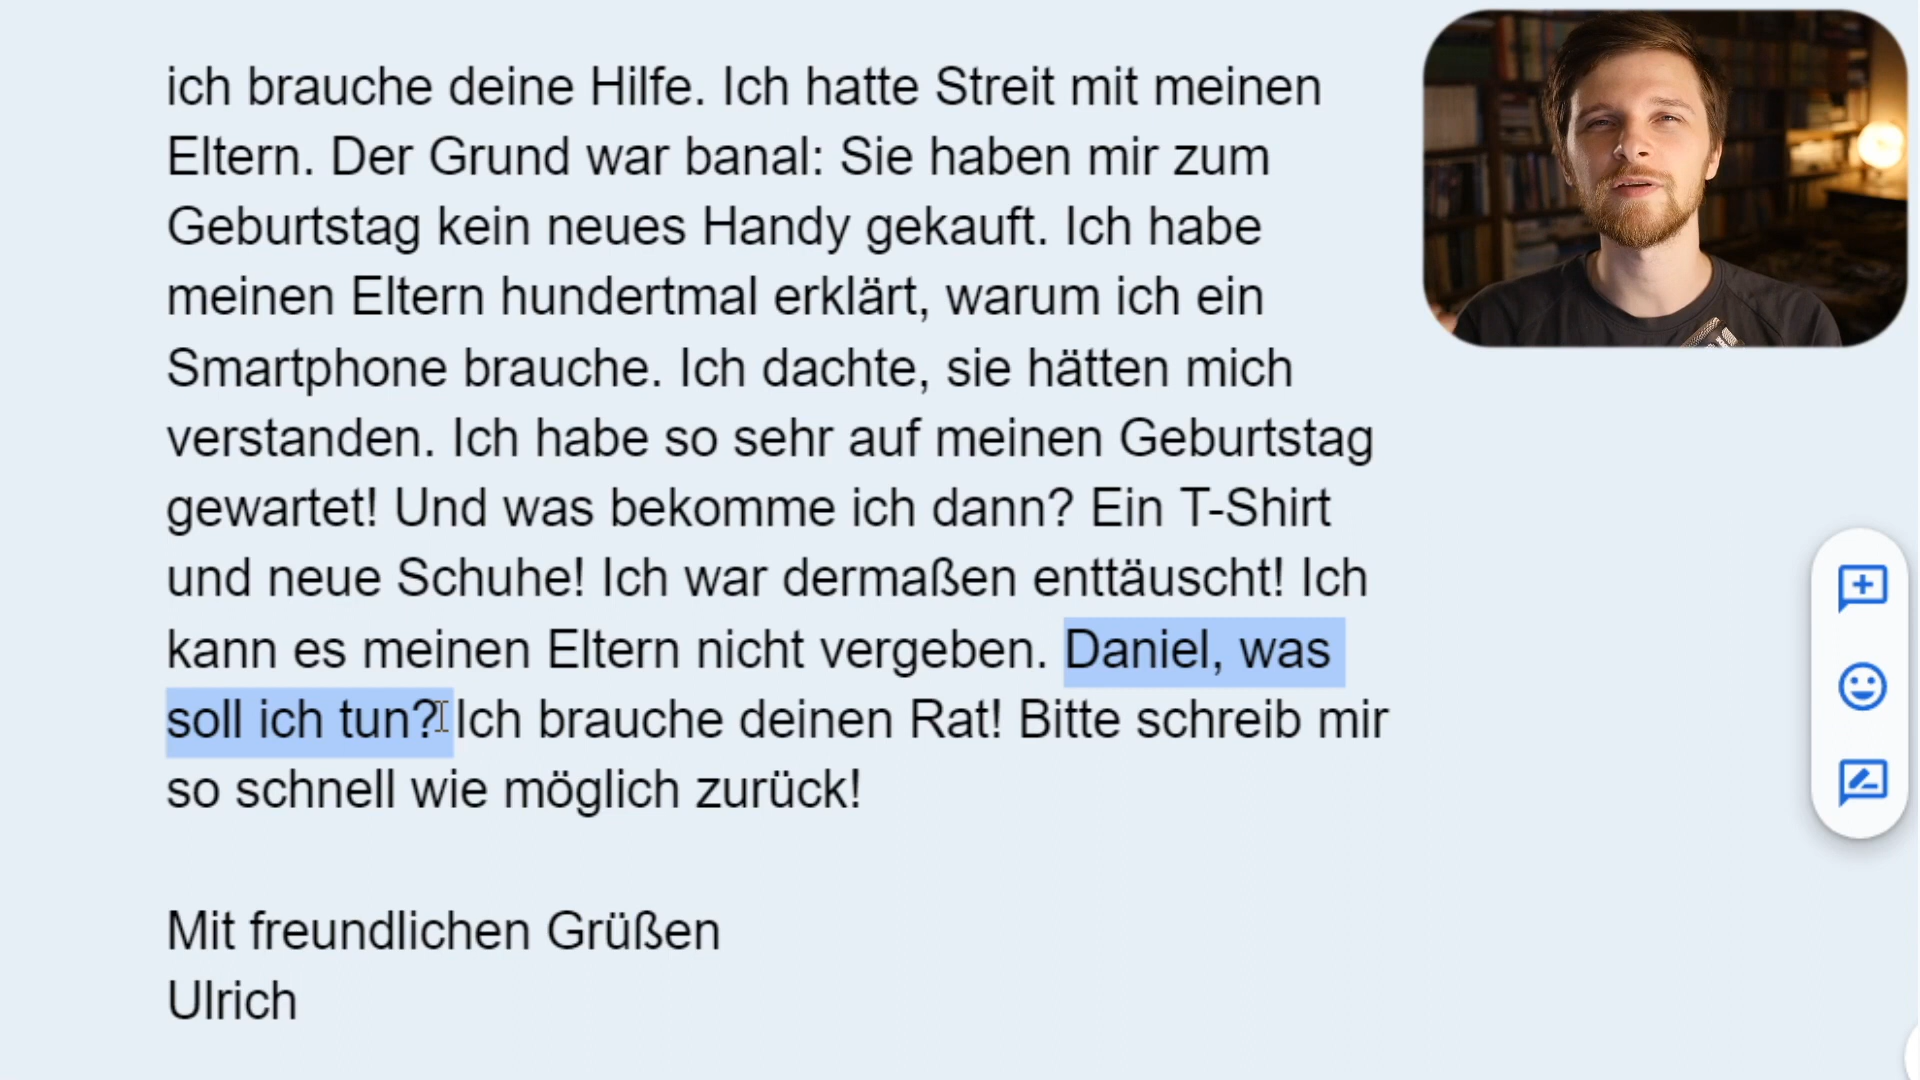 ich brauche deine Hilfe. Ich hatte Streit mit meinen
Eltern. Der Grund war banal: Sie haben mir zum
Geburtstag kein neues Handy gekauft. Ich habe
meinen Eltern hundertmal erklärt, warum ich ein
Smartphone brauche. Ich dachte, sie hätten mich
verstanden. Ich habe so sehr auf meinen Geburtstag
gewartet! Und was bekomme ich dann? Ein T-Shirt
und neue Schuhe! Ich war dermaßen enttäuscht! Ich
kann es meinen Eltern nicht vergeben. Daniel, was
soll ich tun? Ich brauche deinen Rat! Bitte schreib mir
so schnell wie möglich zurück!
Mit freundlichen Grüßen
Ulrich